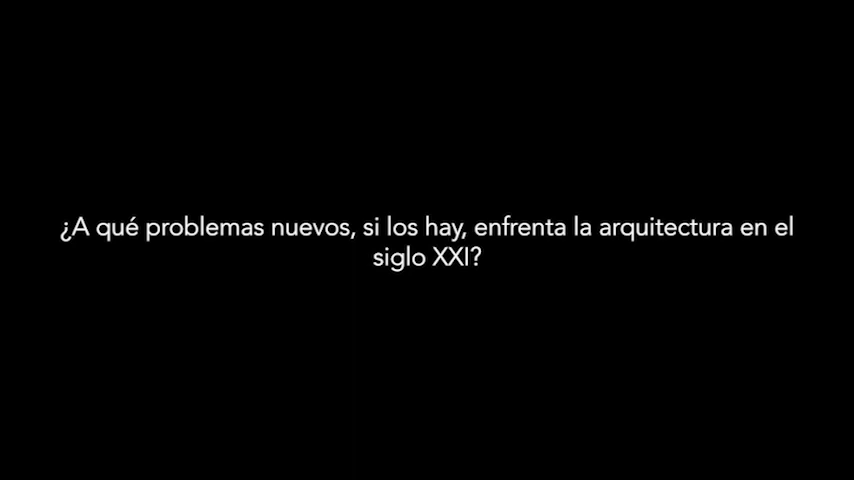 ¿A qué problemas nuevos, si los hay, enfrenta la arquitectura en el
siglo XXI?